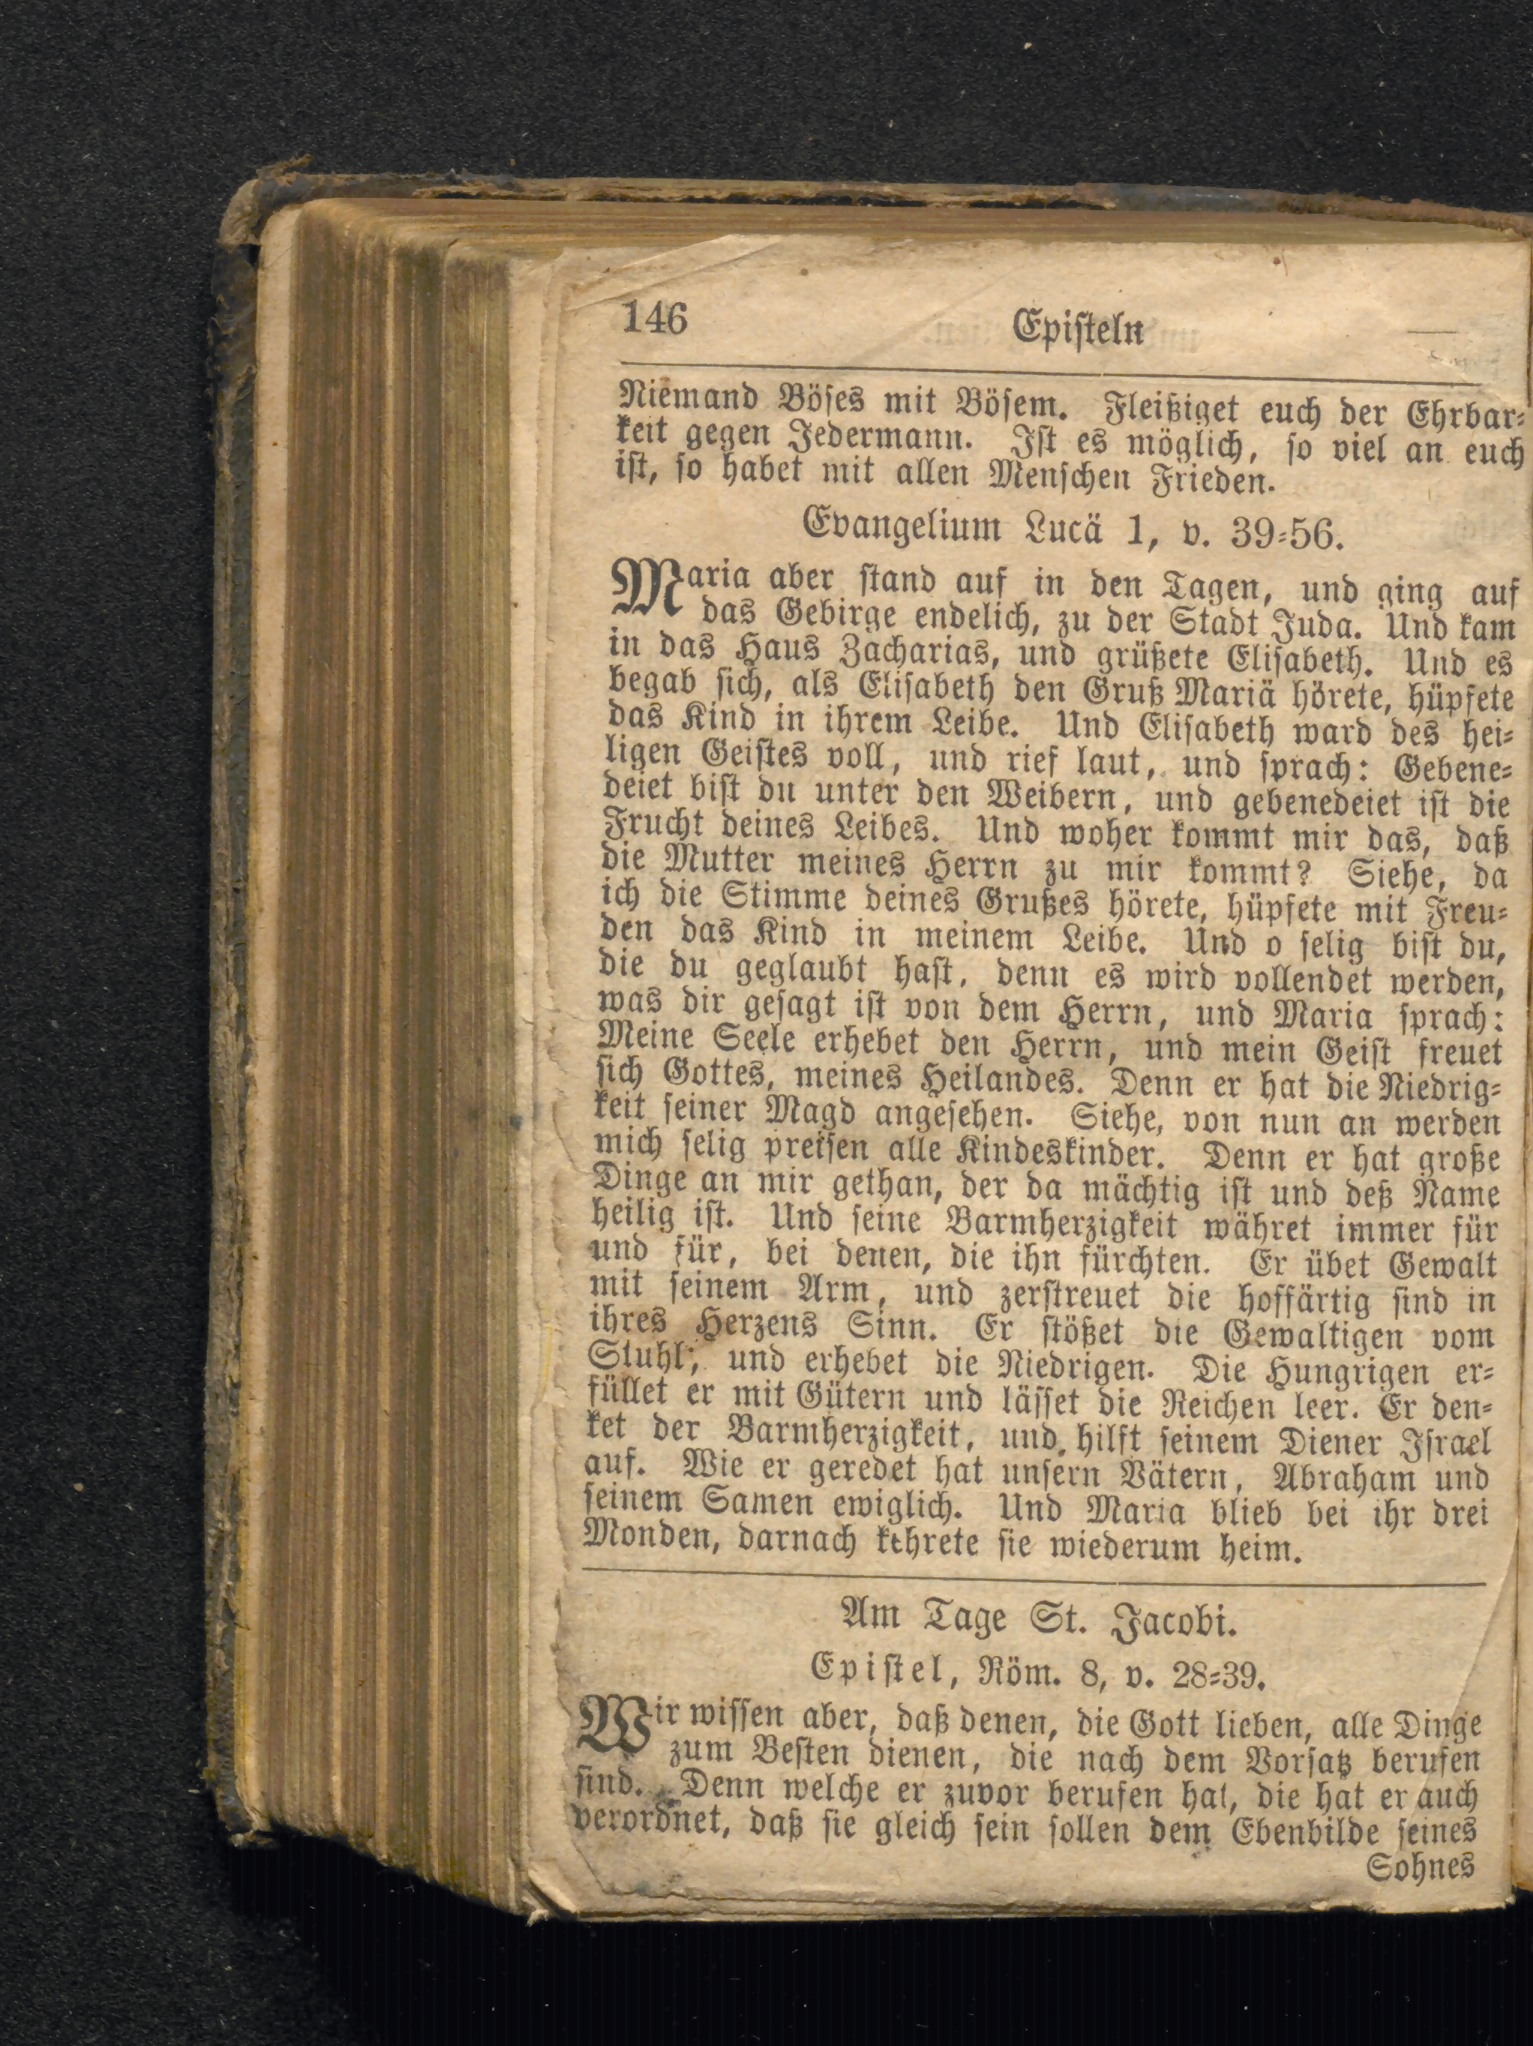 146 Episteln
Niemand Böses mit Bösem. Fleißiget euch der Ehrbar-
keit gegen Jedermann. Ist es möglich, so viel an euch
ist, so habet mit allen Menschen Frieden.
Evangelium Lucä 1, v. 39-56.
Maria aber stand auf in den Tagen, und ging auf
das Gebirge endelich, zu der Stadt Juda. Und kam
in das Haus Zacharias, und grüßete Elisabeth. Und es
begab sich, als Elisabeth den Gruß Mariä hörete, hüpfete
das Kind in ihrem Leibe. Und Elisabeth ward des hei-
ligen Geistes voll, und rief laut, und sprach: Gebene-
deiet bist du unter den Weibern, und gebenedeiet ist die
Frucht deines Leibes. Und woher kommt mir das, daß
die Mutter meines Herrn zu mir kommt? Siehe, da
ich die Stimme deines Grußes hörete, hüpfete mit Freu-
den das Kind in meinem Leibe. Und o selig bist du,
die du geglaubt hast, denn es wird vollendet werden,
was dir gesagt ist von dem Herrn, und Maria sprach:
Meine Seele erhebet den Herrn, und mein Geist freuet
sich Gottes, meines Heilandes. Denn er hat die Niedrig-
keit seiner Magd angesehen. Siehe, von nun an werden
mich selig preisen alle Kindeskinder. Denn er hat große
Dinge an mir gethan, der da mächtig ist und deß Name
heilig ist. Und seine Barmherzigkeit währet immer für
und für, bei denen, die ihn fürchten. Er übet Gewalt
mit seinem Arm, und zerstreuet die hoffärtig sind in
ihres Herzens Sinn. Er stößet die Gewaltigen vom
Stuhl, und erhebet die Niedrigen. Die Hungrigen er-
füllet er mit Gütern und lässet die Reichen leer. Er den-
ket der Barmherzigkeit, und hilft seinem Diener Israel
auf. Wie er geredet hat unsern Vätern, Abraham und
seinem Samen ewiglich. Und Maria blieb bei ihr drei
Monden, darnach kehrete sie wiederum heim.
Am Tage St. Jacobi.
Epistel, Röm. 8, v. 28-39.
Wir wissen aber, daß denen, die Gott lieben, alle Dinge
zum Besten dienen, die nach dem Vorsatz berufen
sind. Denn welche er zuvor berufen hat, die hat er auch
verordnet, daß sie gleich sein sollen dem Ebenbilde seines
Sohnes